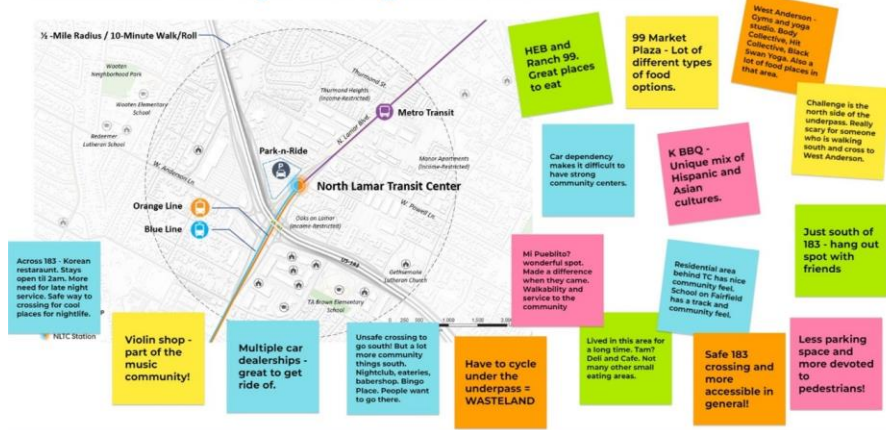 ½ -Mile Radius / 10-Minute Walk/Roll
Wooten
Neighborhood Park
Wooten Elementary
School
Redeemer
Lutheran School
W. Anderson Ln.
Thurmond St.
Thurmond Heights
(Income-Restricted)
Metro Transit
N. Lamar Blvd
Park-n-Ride
Manor Apartments
(Income-Restricted)
North Lamar Transit Center
Orange Line
Blue Line
W. Powell Ln.
Oaks on Lamar
(Income-Restricted)
US-183
Gethsemane
Lutheran Church
TA Brown Elementary
School
NLTC Station
500
1,000
1,500
2,000
HEB and
Ranch 99.
Great places
to eat
99 Market
Plaza - Lot of
different types
of food
options.
West Anderson -
Gyms and yoga
studio. Body
Collective, Hit
Collective, Black
Swan Yoga. Also a
lot of food places in
that area.
Challenge is the
north side of the
underpass. Really
scary for someone
who is walking
south and cross to
West Anderson.
Car dependency
makes it difficult to
have strong
community centers.
K BBQ -
Unique mix of
Hispanic and
Asian
cultures.
Just south of
183 - hang out
spot with
friends
Mi Pueblito?
wonderful spot.
Made a difference
when they came.
Walkability and
service to the
community
Residential area
behind TC has nice
community feel.
School on Fairfield
has a track and
community feel.
Across 183 - Korean
restaraunt. Stays
open til 2am. More
need for late night
service. Safe way to
crossing for cool
places for nightlife.
Violin shop -
part of the
music
community!
Multiple car
dealerships -
great to get
ride of.
Unsafe crossing to
go south! But a lot
more community
things south.
Nightclub, eateries,
babershop. Bingo
Place. People want
to go there.
Have to cycle
under the
underpass =
WASTELAND
Lived in this area for
a long time. Tam?
Deli and Cafe. Not
many other small
eating areas.
Safe 183
crossing and
more
accessible in
general!
Less parking
space and
more devoted
to
pedestrians!